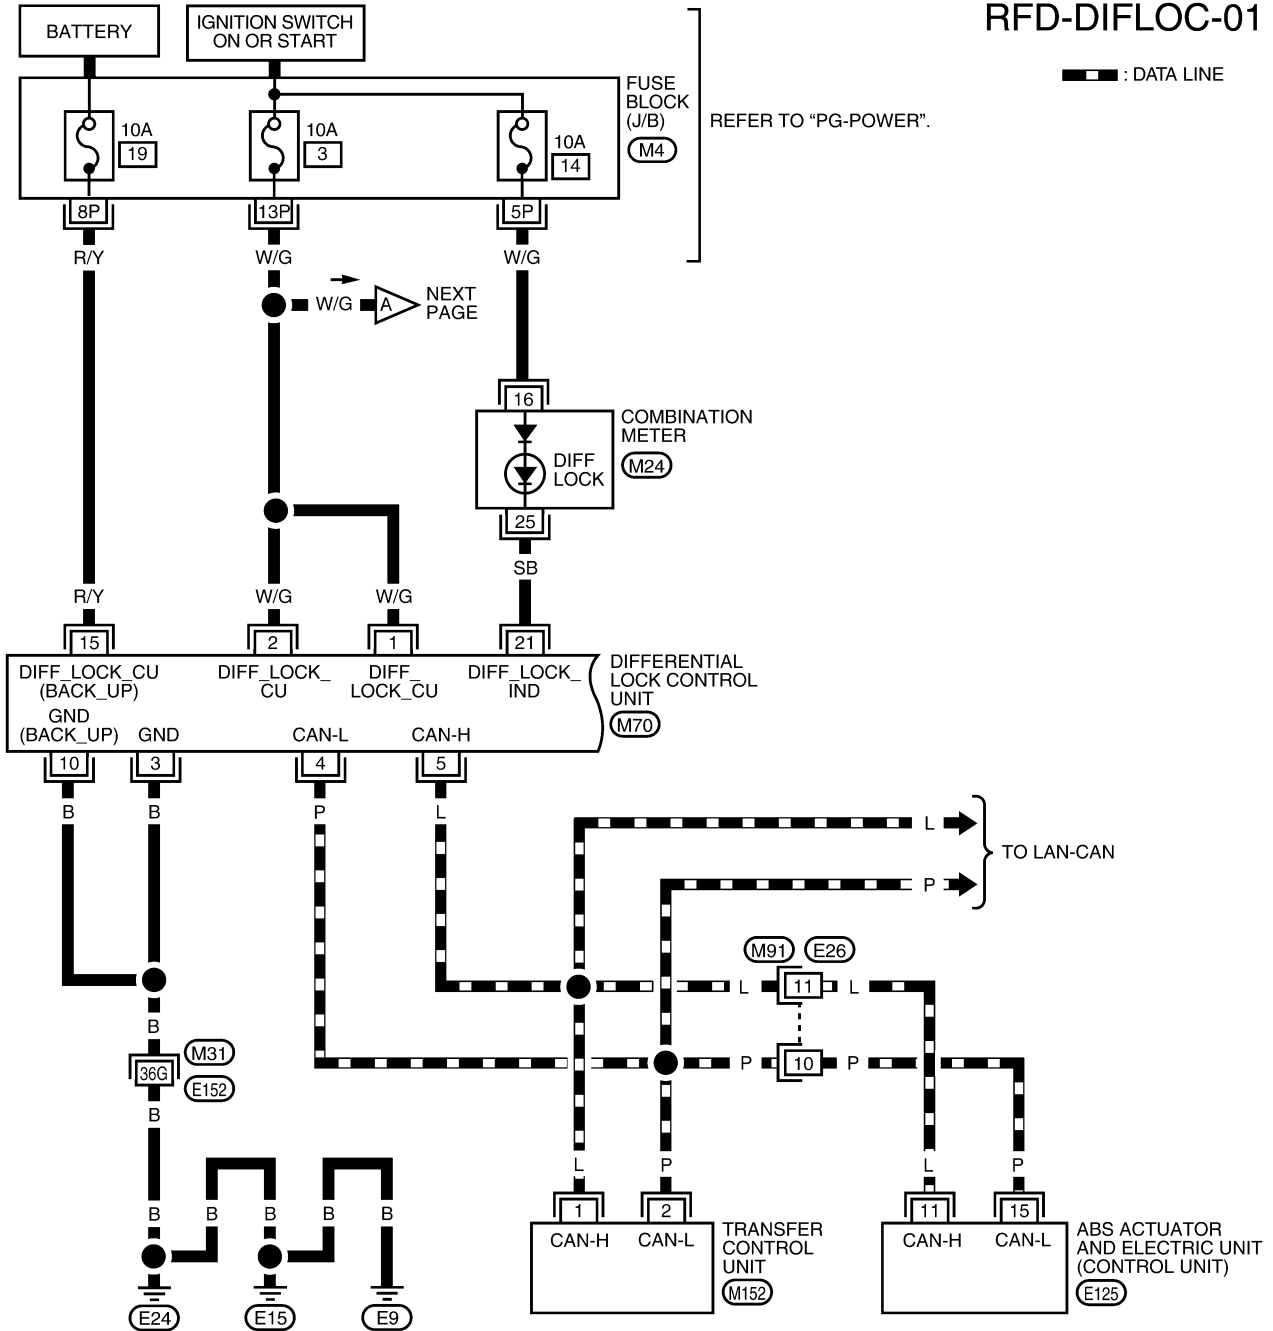 RFD-DIFLOC-01
: DATA LINE
BATTERY
IGNITION SWITCH
ON OR START
FUSE
BLOCK
(J/B)
M4
REFER TO “PG-POWER”.
10A
19
10A
3
10A
14
8P
13P
5P
R/Y
W/G
W/G
W/G
A
NEXT
PAGE
16
COMBINATION
METER
M24
DIFF
LOCK
25
SB
R/Y
W/G
W/G
15
2
1
21
DIFF_LOCK_CU
(BACK_UP)
DIFF_LOCK_
CU
DIFF_
LOCK_CU
DIFF_LOCK_
IND
DIFFERENTIAL
LOCK CONTROL
UNIT
M70
GND
(BACK_UP)
GND
CAN-L
CAN-H
10
3
4
5
B
B
P
L
L
P
TO LAN-CAN
M91
E26
L
11
L
P
10
P
B
M31
36G
E152
B
B
B
B
B
B
E24
E15
E9
L
P
L
P
1
2
11
15
CAN-H
CAN-L
TRANSFER
CONTROL
UNIT
M152
CAN-H
CAN-L
ABS ACTUATOR
AND ELECTRIC UNIT
(CONTROL UNIT)
E125